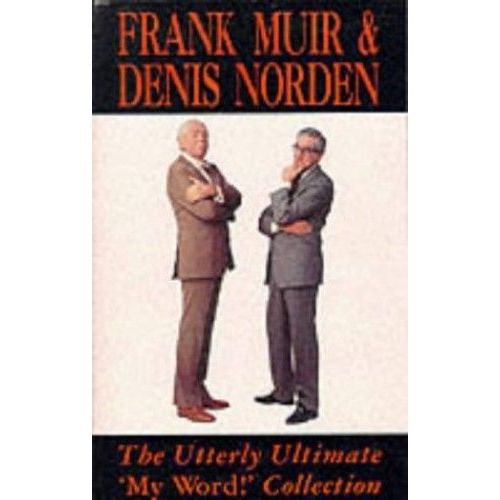 FRANK MUIR &
DENIS NORDEN
The Utterly Ultimate
'My Word!' Collection